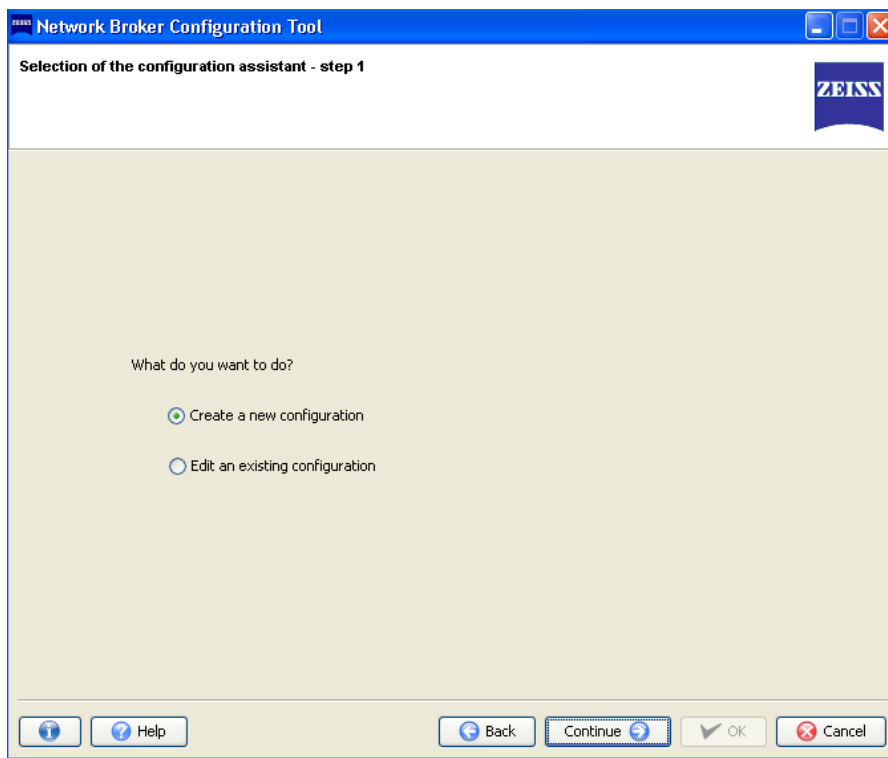 ZEISS Network Broker Configuration Tool
Selection of the configuration assistant - step 1
ZEISS
What do you want to do?
Create a new configuration
Edit an existing configuration
i Help Back Continue OK Cancel